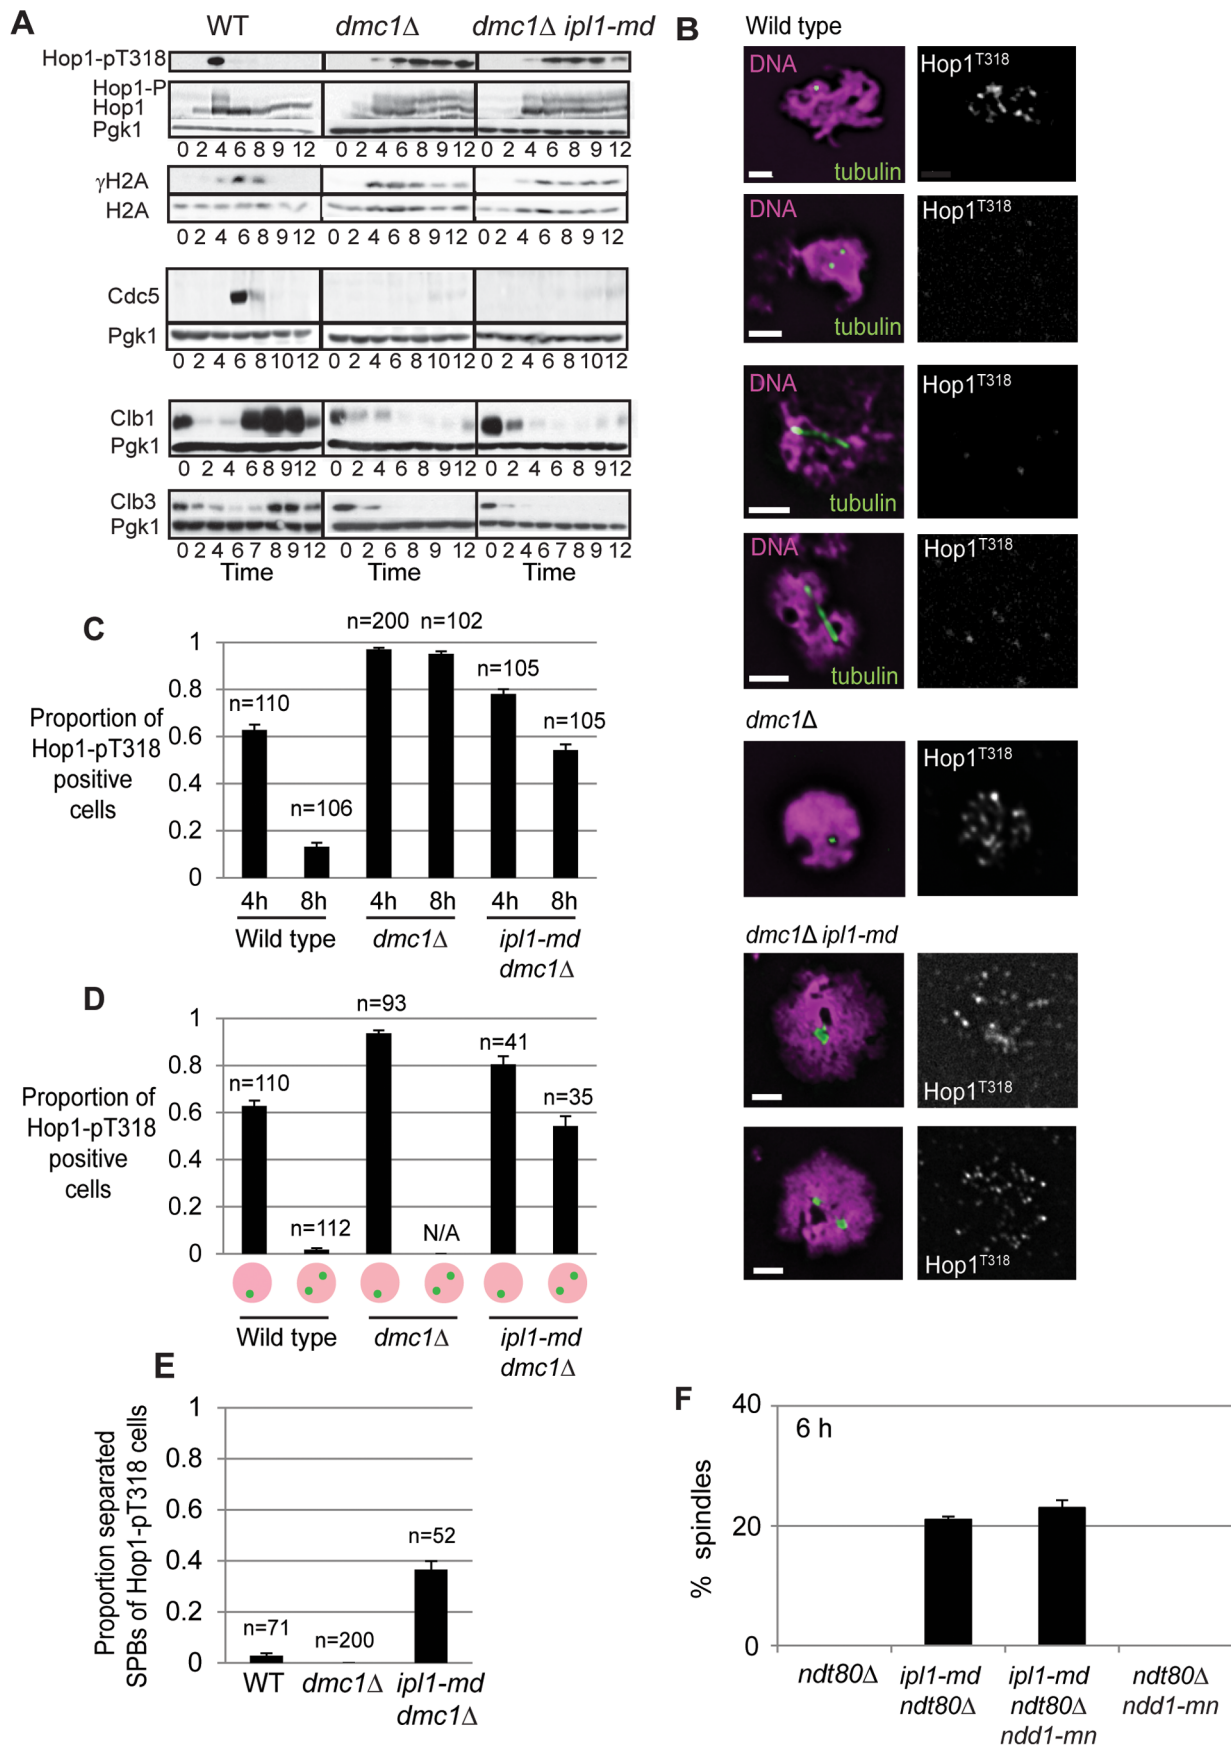 A
WT
dmc1Δ
dmc1Δ ipl1-md
Hop1-pT318
Hop1-P
Hop1
Pgk1
0 2 4 6 8 9 12
0 2 4 6 8 9 12
0 2 4 6 8 9 12
γH2A
H2A
0 2 4 6 8 9 12
0 2 4 6 8 9 12
0 2 4 6 8 9 12
Cdc5
Pgk1
0 2 4 6 8 10 12
0 2 4 6 8 10 12
0 2 4 6 8 10 12
Clb1
Pgk1
0 2 4 6 7 8 9 12
0 2 4 6 8 9 12
0 2 4 6 8 9 12
Clb3
Pgk1
0 2 4 6 7 8 9 12
0 2 6 8 9 12
0 2 4 6 7 8 9 12
Time
Time
Time
B
Wild type
DNA
tubulin
Hop1T318
DNA
tubulin
Hop1T318
DNA
tubulin
Hop1T318
DNA
tubulin
Hop1T318
dmc1Δ
Hop1T318
dmc1Δ ipl1-md
Hop1T318
Hop1T318
C
Proportion of
Hop1-pT318
positive
cells
1
0.8
0.6
0.4
0.2
0
n=110
n=106
n=200
n=102
n=105
n=105
4h 8h
4h 8h
4h 8h
Wild type
dmc1Δ
ipl1-md
dmc1Δ
D
Proportion of
Hop1-pT318
positive
cells
1
0.8
0.6
0.4
0.2
0
n=110
n=112
n=93
N/A
n=41
n=35
Wild type
dmc1Δ
ipl1-md
dmc1Δ
E
Proportion separated
SPBs of Hop1-pT318 cells
1
0.8
0.6
0.4
0.2
0
n=71
n=200
n=52
WT
dmc1Δ
ipl1-md
dmc1Δ
F
% spindles
40
20
0
6 h
ndt80Δ
ipl1-md
ndt80Δ
ipl1-md
ndt80Δ
ndd1-mn
ndt80Δ
ndd1-mn